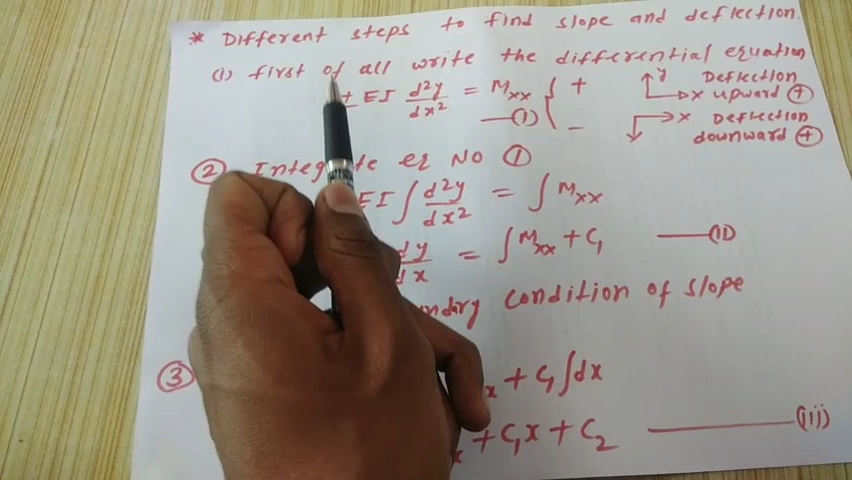 * Different steps to find slope and deflection.
(1) first of all write the differential equation
± EI d²y/dx² = Mxx { + –
——(1)
y x Deflection upward (+)
x Deflection downward (+)
(2) Integrate eq No (1)
EI ∫ d²y/dx² = ∫ Mxx
dy/dx = ∫ Mxx + C₁ ——(ii)
condition of slope
(3) x + C₁ ∫dx
x + C₁x + C₂ ——(iii)